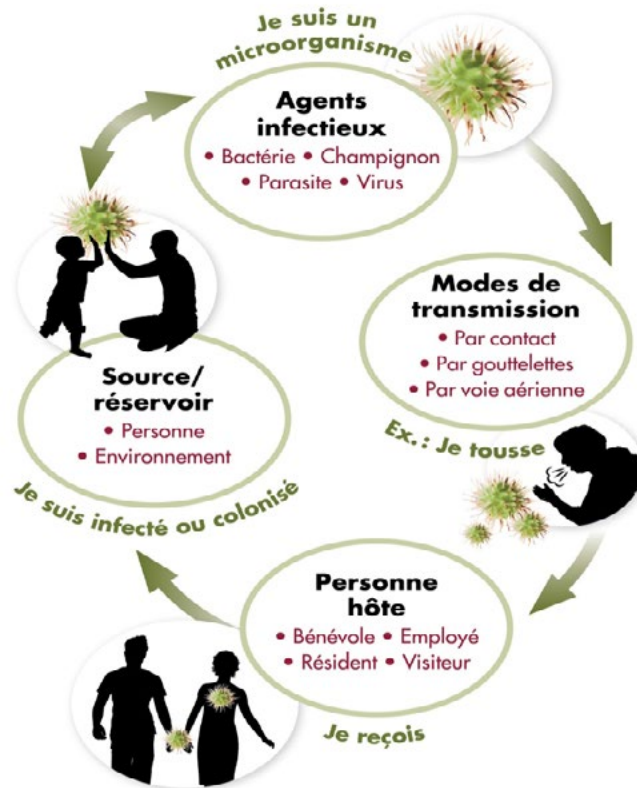 Je suis un
microorganisme
Agents
infectieux
• Bactérie • Champignon
• Parasite • Virus
Modes de
transmission
• Par contact
• Par gouttelettes
• Par voie aérienne
Ex. : Je tousse
Personne
hôte
• Bénévole • Employé
• Résident • Visiteur
Je reçois
Source/
réservoir
• Personne
• Environnement
Je suis infecté ou colonisé